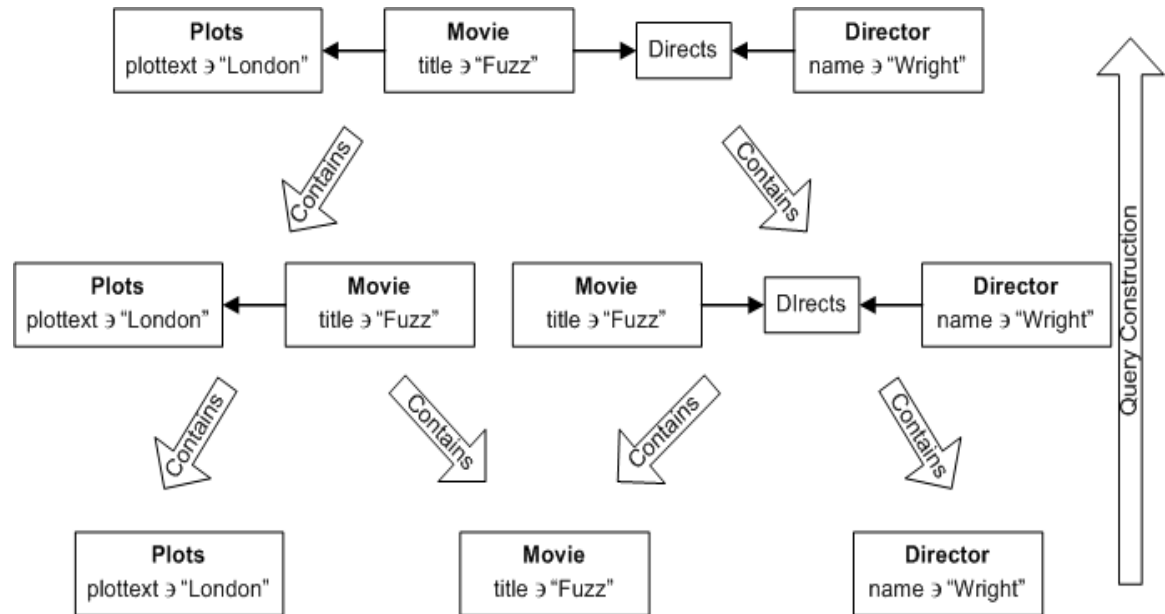 Plots
plottext ∍ “London”
Movie
title ∍ “Fuzz”
Directs
Director
name ∍ “Wright”
Contains
Contains
Plots
plottext ∍ “London”
Movie
title ∍ “Fuzz”
Movie
title ∍ “Fuzz”
DIrects
Director
name ∍ “Wright”
Query Construction
Contains
Contains
Contains
Contains
Plots
plottext ∍ “London”
Movie
title ∍ “Fuzz”
Director
name ∍ “Wright”